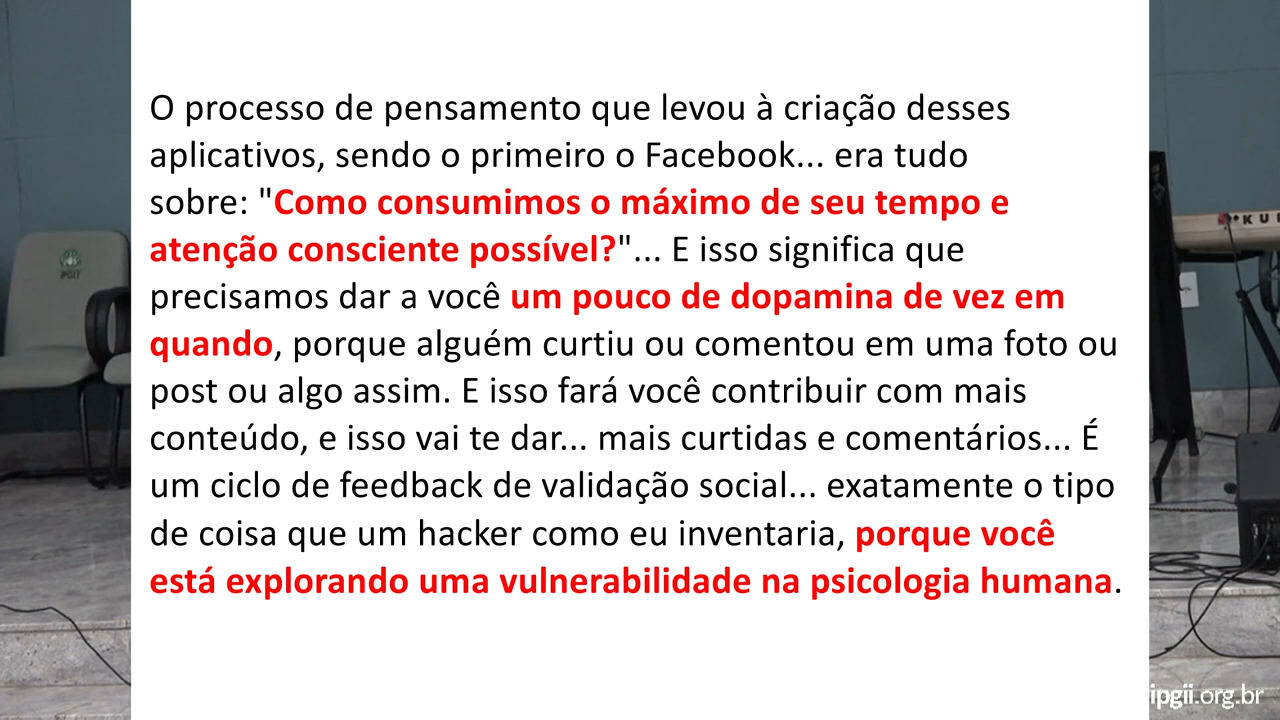 O processo de pensamento que levou à criação desses
aplicativos, sendo o primeiro o Facebook... era tudo
sobre: "Como consumimos o máximo de seu tempo e
atenção consciente possível?"... E isso significa que
precisamos dar a você um pouco de dopamina de vez em
quando, porque alguém curtiu ou comentou em uma foto ou
post ou algo assim. E isso fará você contribuir com mais
conteúdo, e isso vai te dar... mais curtidas e comentários... É
um ciclo de feedback de validação social... exatamente o tipo
de coisa que um hacker como eu inventaria, porque você
está explorando uma vulnerabilidade na psicologia humana.
IPGII
ipgii.org.br